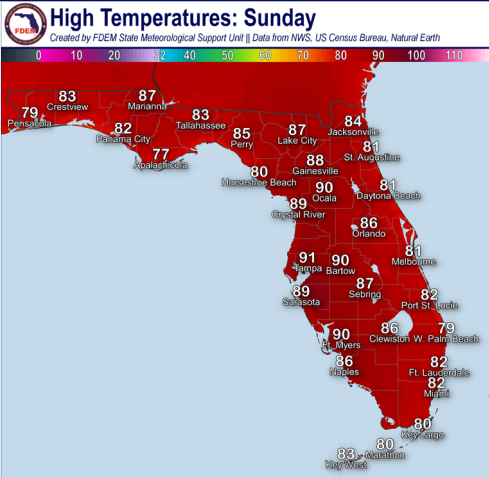 High Temperatures: Sunday
Created by FDEM State Meteorological Support Unit || Data from NWS, US Census Bureau, Natural Earth
FDEM
0 10 20 32 40 50 60 70 80 90 100 110
83
Crestview
87
Marianna
79
Pensacola
82
Panama City
77
Apalachicola
83
Tallahassee
85
Perry
87
Lake City
84
Jacksonville
81
St. Augustine
88
Gainesville
80
Horseshoe Beach
90
Ocala
81
Daytona Beach
89
Crystal River
86
Orlando
81
Melbourne
91
Tampa
90
Bartow
87
Sebring
89
Sarasota
82
Port St. Lucie
90
Ft. Myers
86
Clewiston
79
W. Palm Beach
86
Naples
82
Ft. Lauderdale
82
Miami
80
Key Largo
80
Marathon
83
Key West